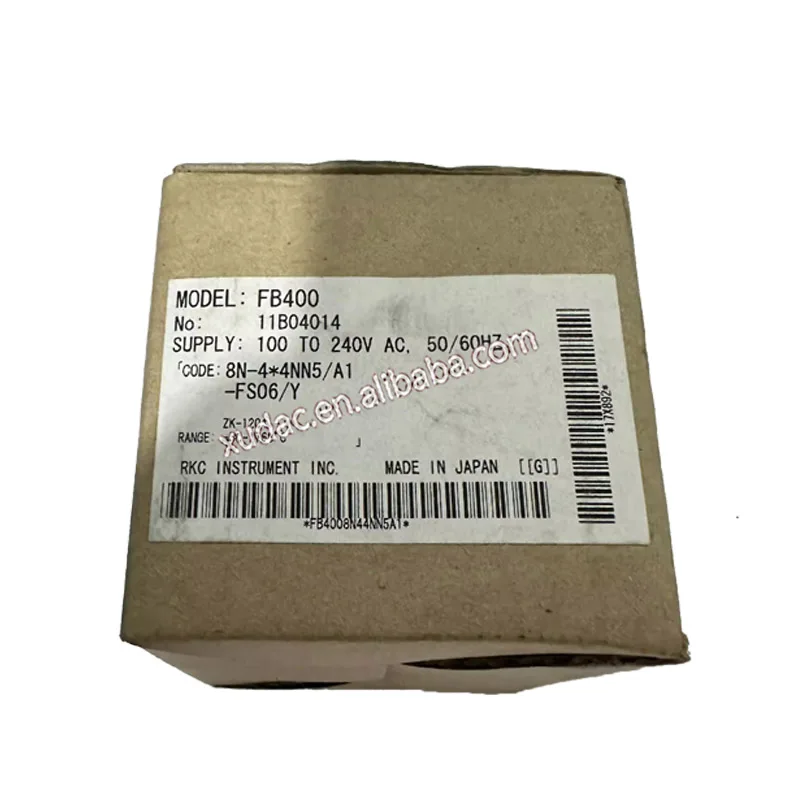 MODEL: FB400
No: 11B04014
SUPPLY: 100 TO 240V AC, 50/60HZ
「CODE: 8N-4*4NN5/A1
-FS06/Y
RANGE: 」
RKC INSTRUMENT INC. MADE IN JAPAN [[G]]
*FB4008N44NN5A1*
*17X892*
xudac.en.alibaba.com